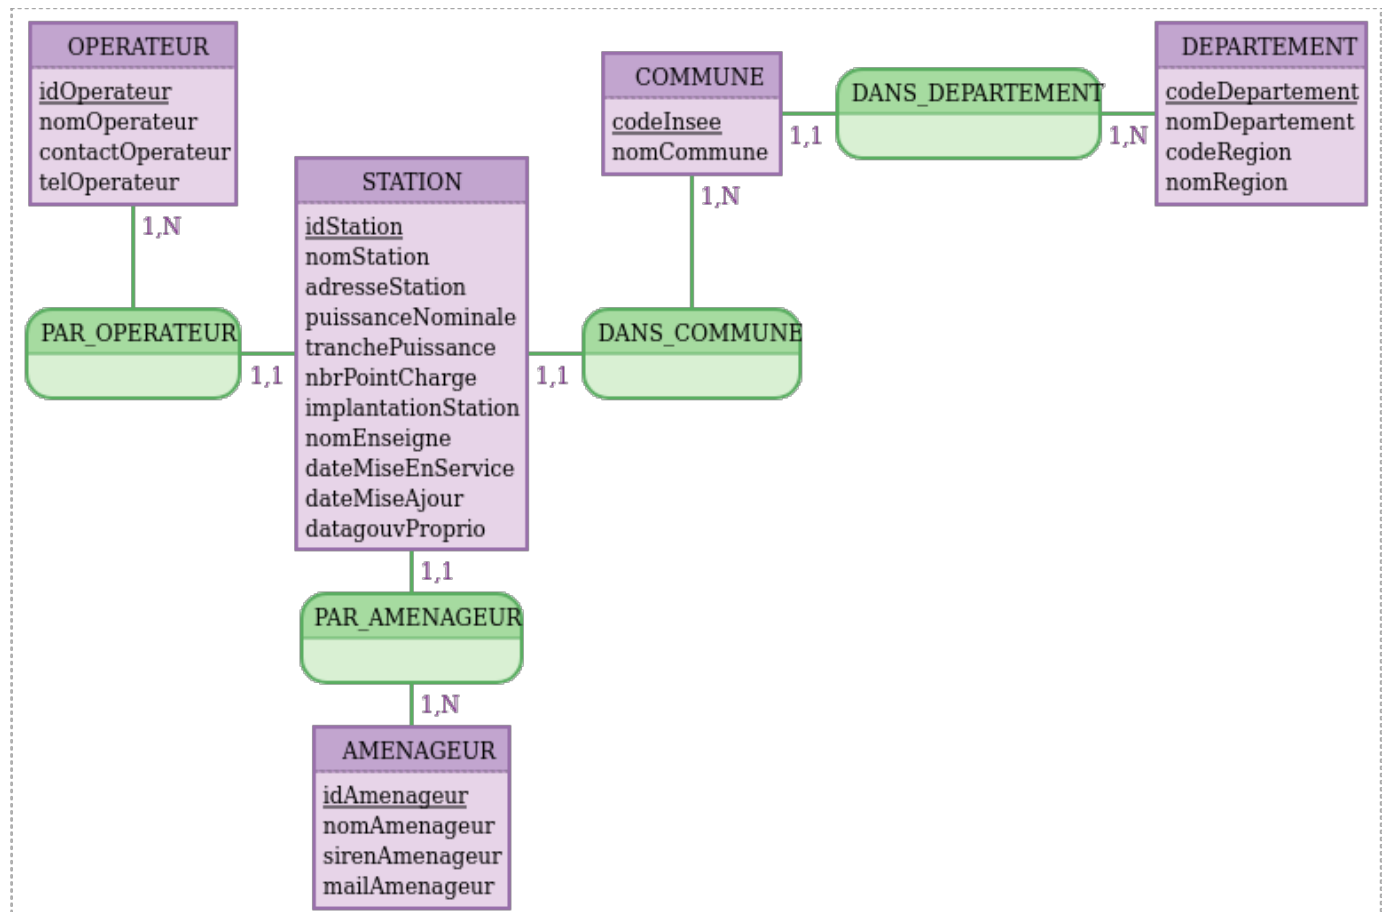 OPERATEUR
idOperateur
nomOperateur
contactOperateur
telOperateur
1,N
PAR_OPERATEUR
1,1
STATION
idStation
nomStation
adresseStation
puissanceNominale
tranchePuissance
nbrPointCharge
implantationStation
nomEnseigne
dateMiseEnService
dateMiseAjour
datagouvProprio
1,1
DANS_COMMUNE
1,N
COMMUNE
codeInsee
nomCommune
1,1
DANS_DEPARTEMENT
1,N
DEPARTEMENT
codeDepartement
nomDepartement
codeRegion
nomRegion
1,1
PAR_AMENAGEUR
1,N
AMENAGEUR
idAmenageur
nomAmenageur
sirenAmenageur
mailAmenageur